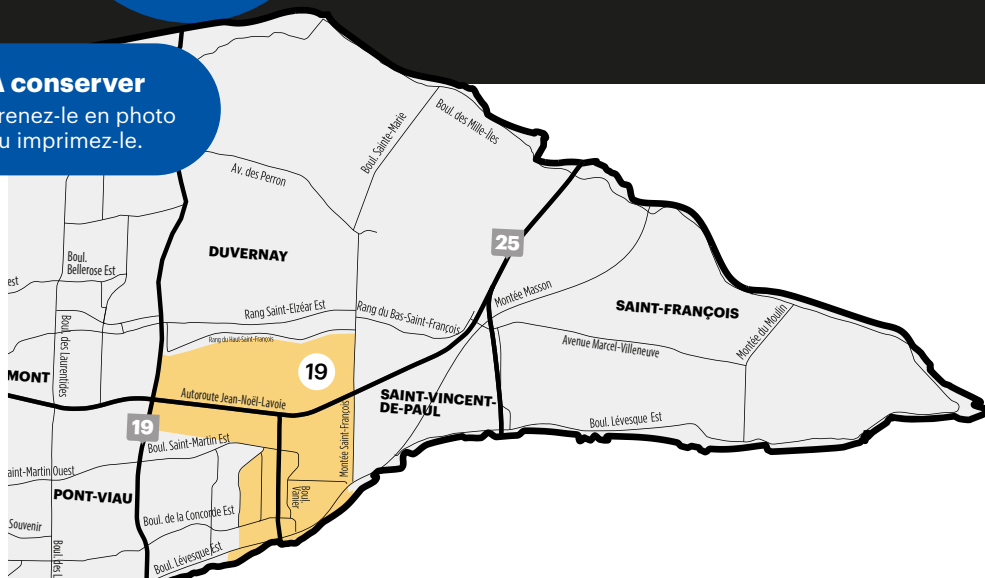 conserver
renez-le en photo
u imprimez-le.
Boul. Sainte-Marie
Boul. des Mille-Îles
Av. des Perron
DUVERNAY
25
Boul.
Bellerose Est
est
Montée Masson
SAINT-FRANÇOIS
Rang Saint-Elzéar Est
Rang du Bas-Saint-François
Boul. des Laurentides
Rang du Haut-Saint-François
Avenue Marcel-Villeneuve
Montée du Moulin
MONT
19
Autoroute Jean-Noël-Lavoie
SAINT-VINCENT-
DE-PAUL
Montée Saint-François
Boul. Lévesque Est
19
Boul. Saint-Martin Est
aint-Martin Ouest
PONT-VIAU
Boul.
Vanier
Boul. de la Concorde Est
Souvenir
Boul. des L
Boul. Lévesque Est